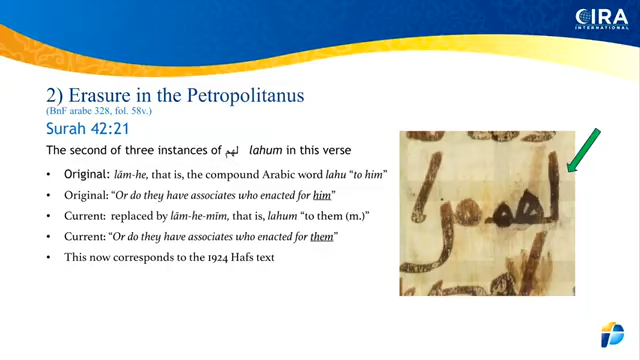 CIRA
INTERNATIONAL
2) Erasure in the Petropolitanus
(BnF arabe 328, fol. 58v.)
Surah 42:21
The second of three instances of لهم lahum in this verse
• Original: lām-he, that is, the compound Arabic word lahu "to him"
• Original: "Or do they have associates who enacted for him"
• Current: replaced by lām-he-mīm, that is, lahum "to them (m.)"
• Current: "Or do they have associates who enacted for them"
• This now corresponds to the 1924 Hafs text
لهم